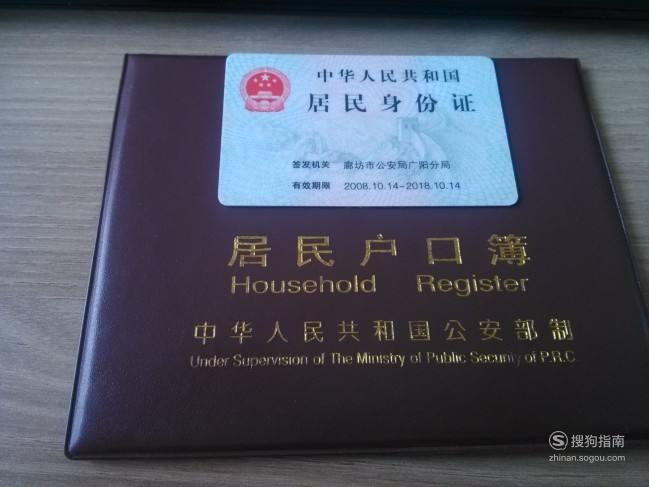 中华人民共和国
居民身份证
签发机关 廊坊市公安局广阳分局
有效期限 2008.10.14-2018.10.14
居民户口簿
Household Register
中华人民共和国公安部制
Under Supervision of The Ministry of Public Security of P.R.C
搜狗指南
zhinan.sogou.com